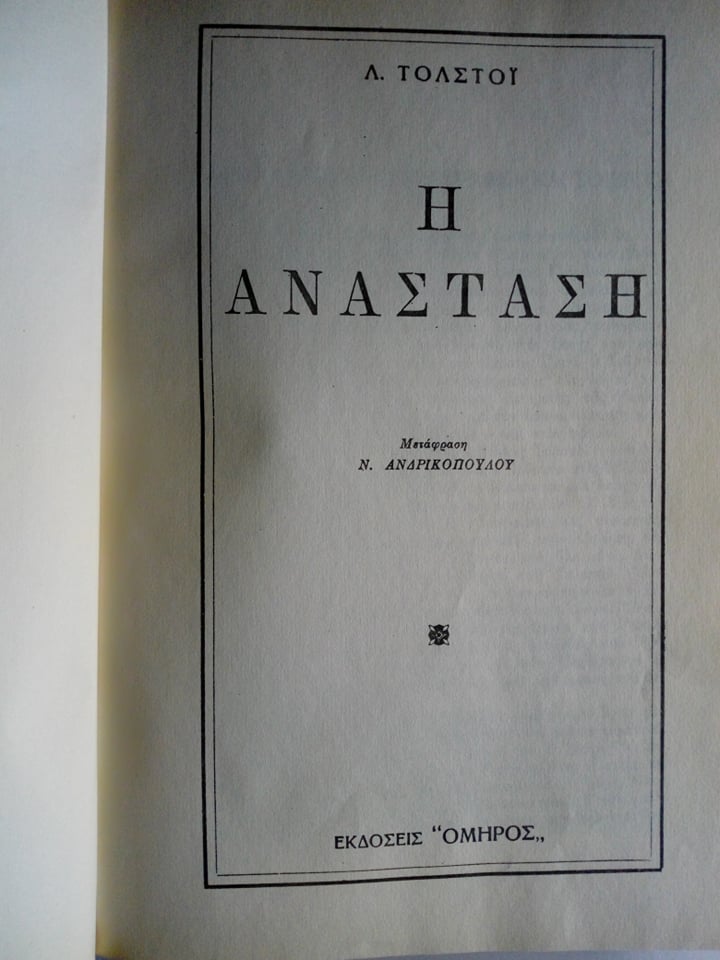 Λ. ΤΟΛΣΤΟΪ
Η
ΑΝΑΣΤΑΣΗ
Μετάφραση
Ν. ΑΝΔΡΙΚΟΠΟΥΛΟΥ
ΕΚΔΟΣΕΙΣ “ΟΜΗΡΟΣ„